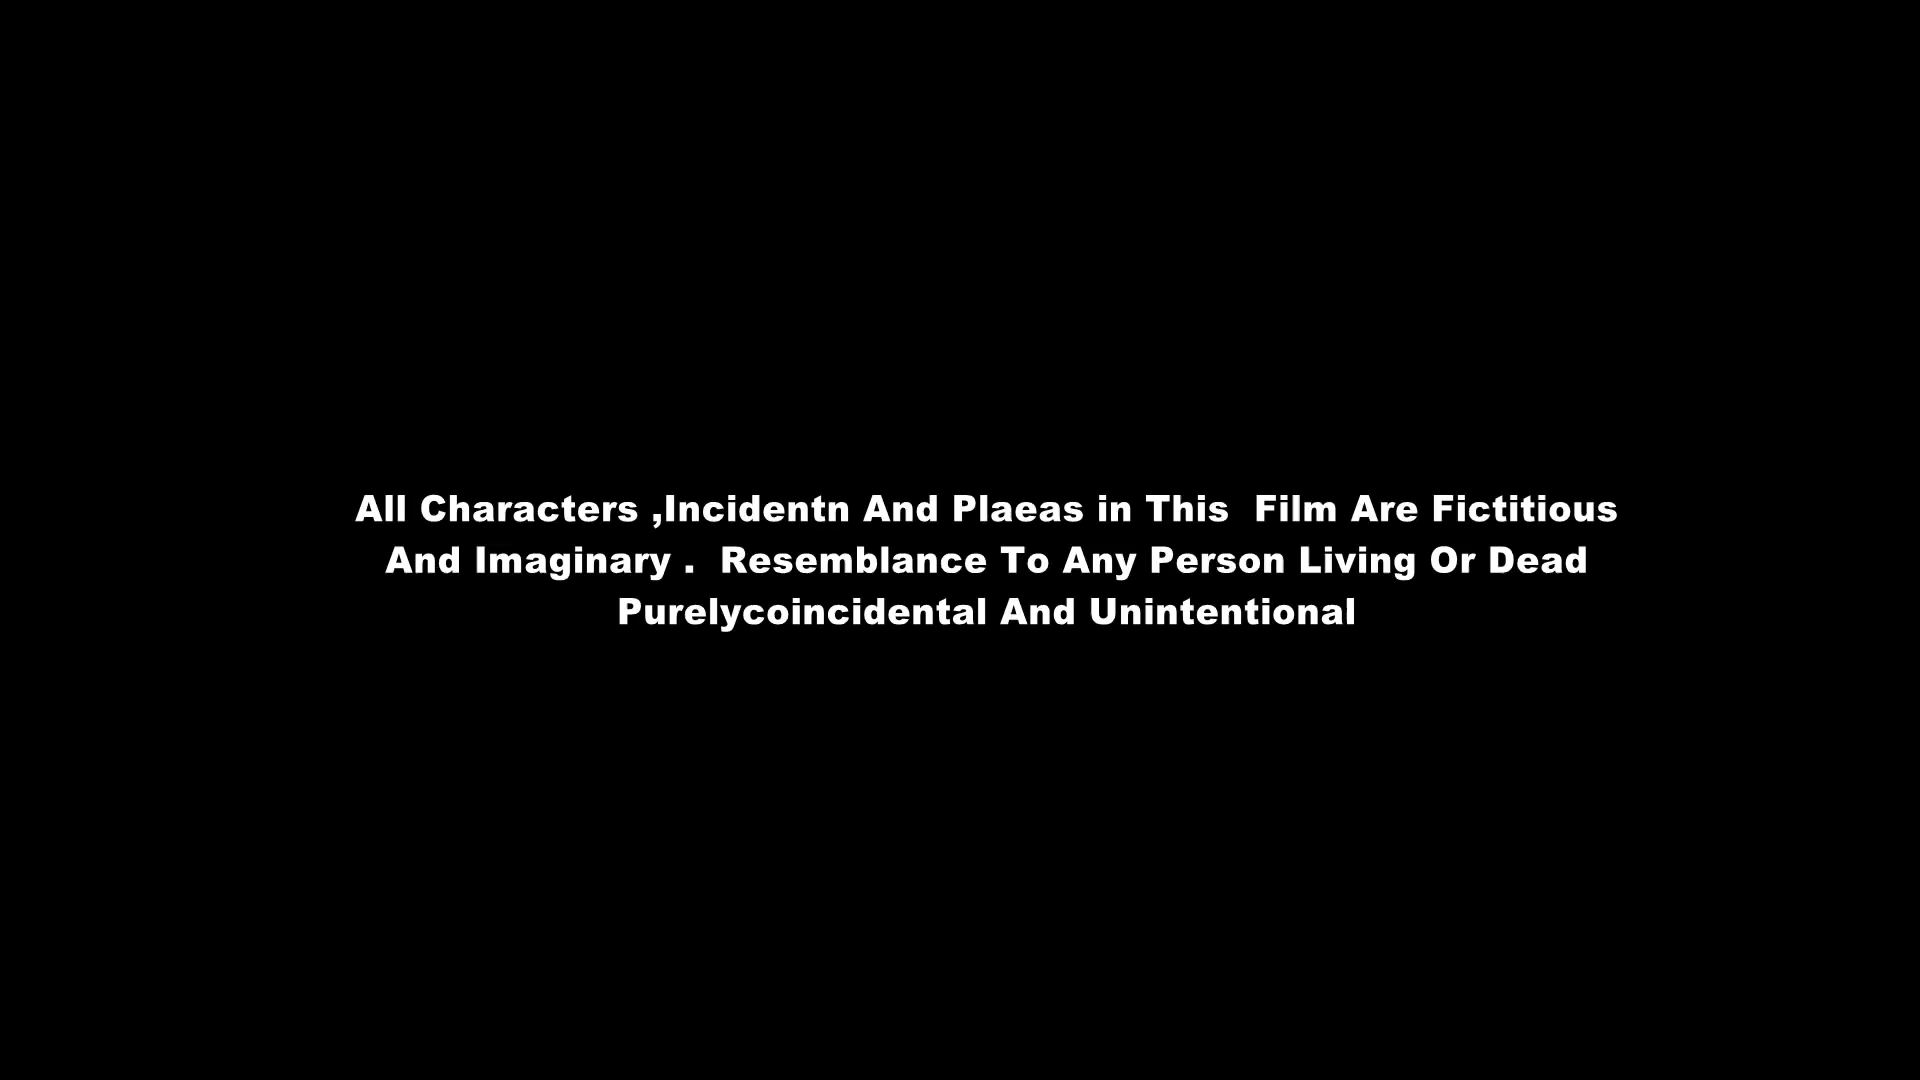 All Characters ,Incidentn And Plaeas in This  Film Are Fictitious
And Imaginary .  Resemblance To Any Person Living Or Dead
Purelycoincidental And Unintentional